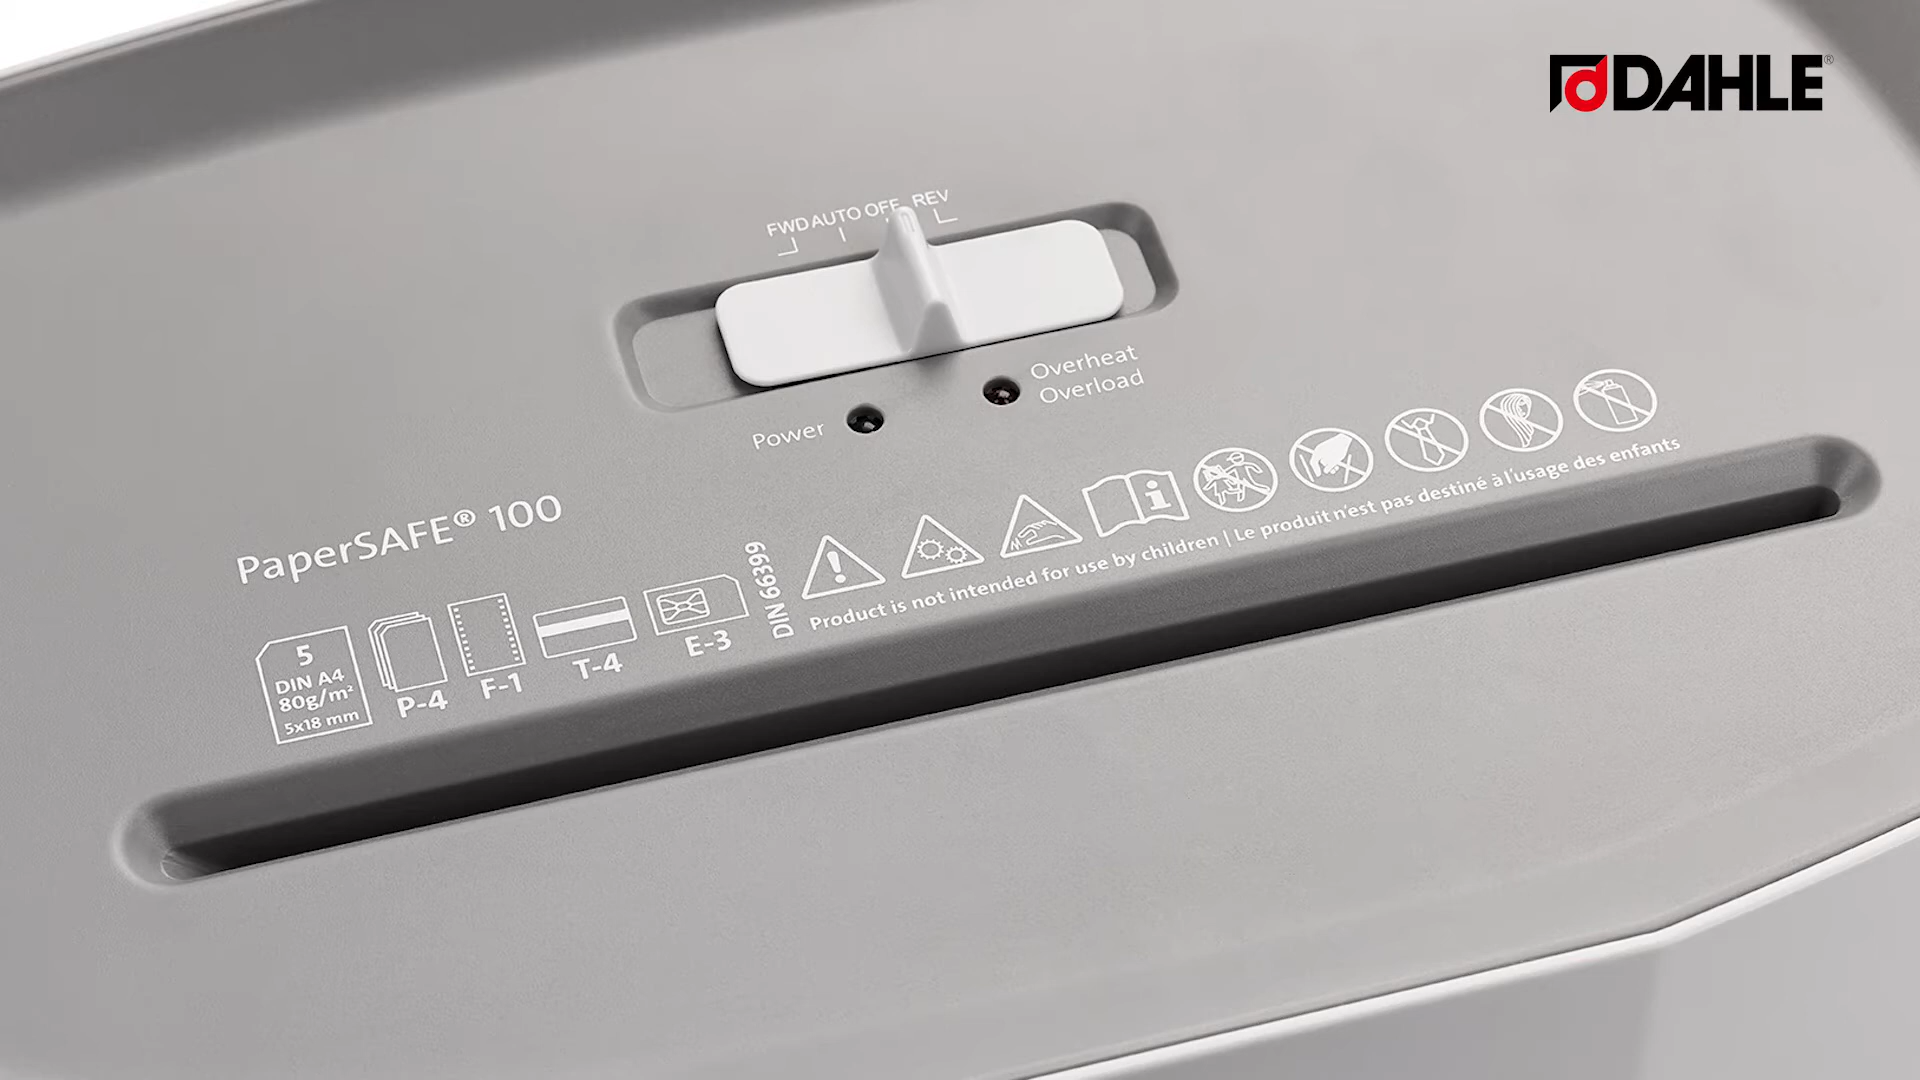 DAHLE®
FWD AUTO OFF REV
Overheat
Overload
Power
PaperSAFE® 100
5
DIN A4
80g/m²
5x18 mm
P-4
F-1
T-4
E-3
DIN 66399
Product is not intended for use by children | Le produit n'est pas destiné à l'usage des enfants